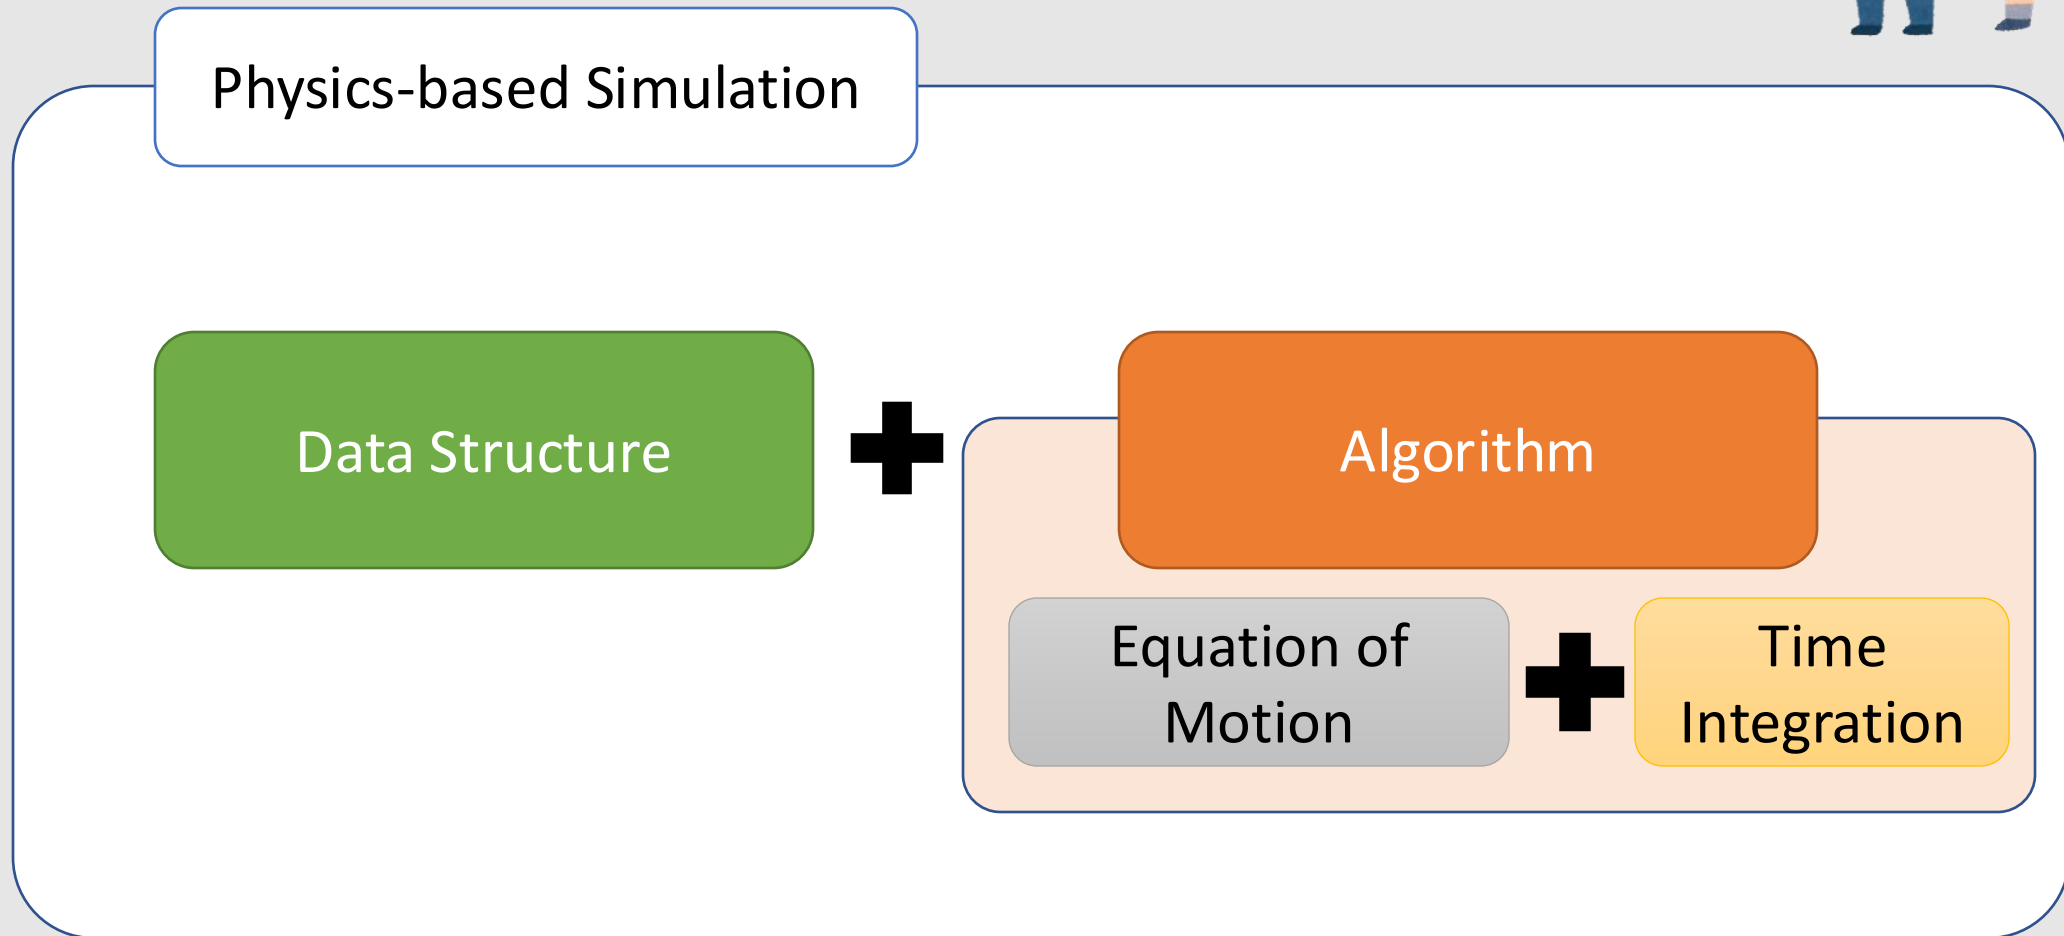 Physics-based Simulation
Data Structure
Algorithm
Equation of
Motion
Time
Integration